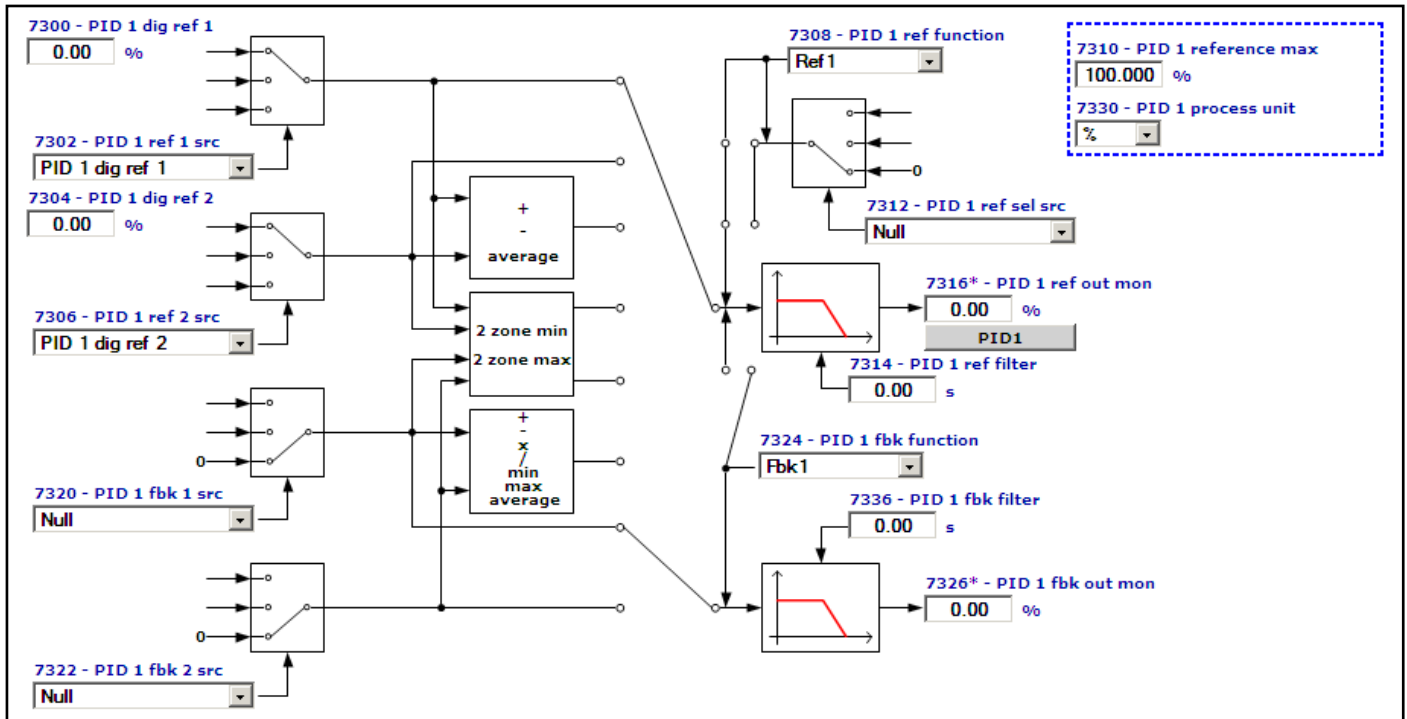 7300 - PID 1 dig ref 1
0.00 %
7302 - PID 1 ref 1 src
PID 1 dig ref 1
7304 - PID 1 dig ref 2
0.00 %
7306 - PID 1 ref 2 src
PID 1 dig ref 2
0
7320 - PID 1 fbk 1 src
Null
0
7322 - PID 1 fbk 2 src
Null
+
-
average
2 zone min
2 zone max
+
-
x
/
min
max
average
7308 - PID 1 ref function
Ref 1
0
7312 - PID 1 ref sel src
Null
7310 - PID 1 reference max
100.000 %
7330 - PID 1 process unit
%
7316* - PID 1 ref out mon
0.00 %
PID1
7314 - PID 1 ref filter
0.00 s
7324 - PID 1 fbk function
Fbk1
7336 - PID 1 fbk filter
0.00 s
7326* - PID 1 fbk out mon
0.00 %